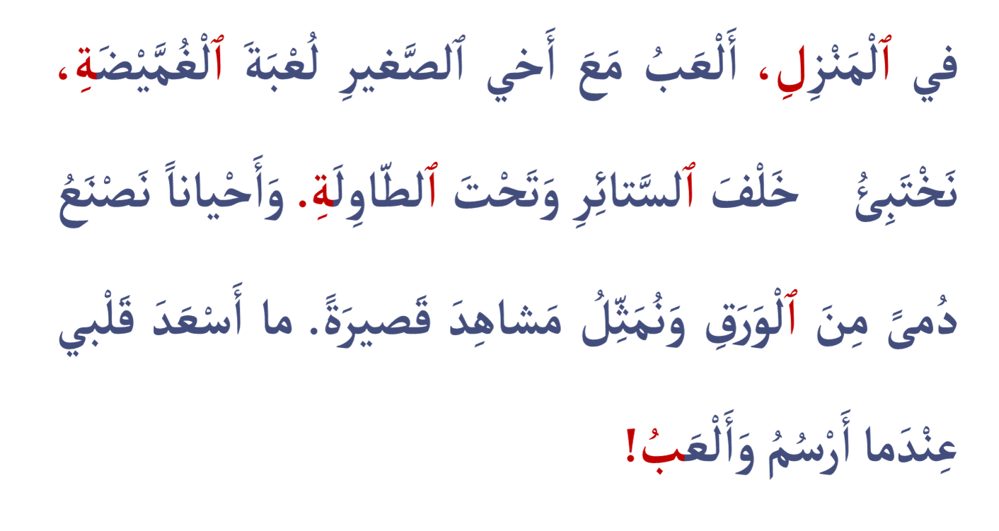 في ٱلْمَنْزِلِ، أَلْعَبُ مَعَ أَخي ٱلصَّغيرِ لُعْبَةَ ٱلْغُمَّيْضَةِ،
نَخْتَبِئُ خَلْفَ ٱلسَّتائِرِ وَتَحْتَ ٱلطّاوِلَةِ. وَأَحْياناً نَصْنَعُ
دُمىً مِنَ ٱلْوَرَقِ وَنُمَثِّلُ مَشاهِدَ قَصيرَةً. ما أَسْعَدَ قَلْبي
عِنْدَما أَرْسُمُ وَأَلْعَبُ!